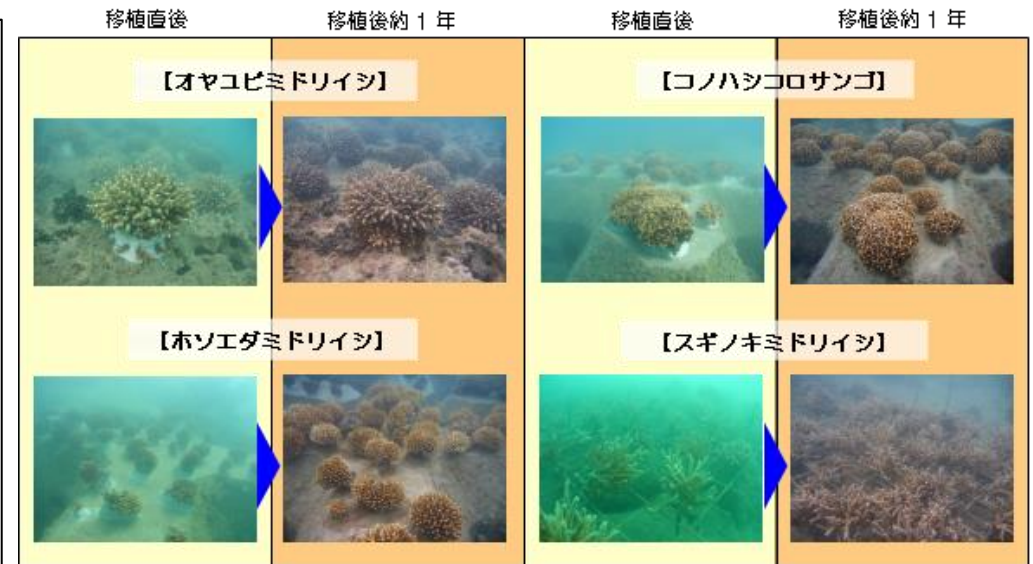 移植直後
移植後約 1 年
移植直後
移植後約 1 年
【オヤユビミドリイシ】
【コノハシコロサンゴ】
【ホソエダミドリイシ】
【スギノキミドリイシ】